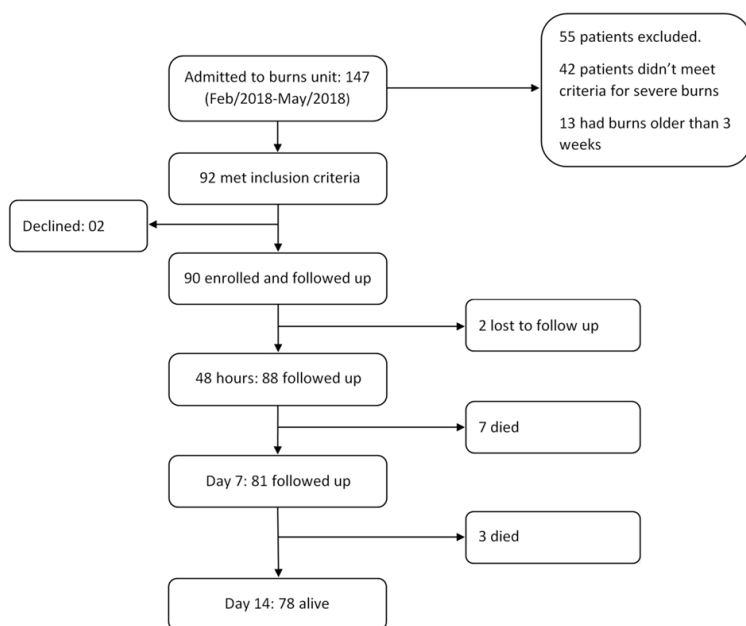 55 patients excluded.
42 patients didn’t meet
criteria for severe burns
13 had burns older than 3
weeks
Admitted to burns unit: 147
(Feb/2018-May/2018)
92 met inclusion criteria
Declined: 02
90 enrolled and followed up
2 lost to follow up
48 hours: 88 followed up
7 died
Day 7: 81 followed up
3 died
Day 14: 78 alive